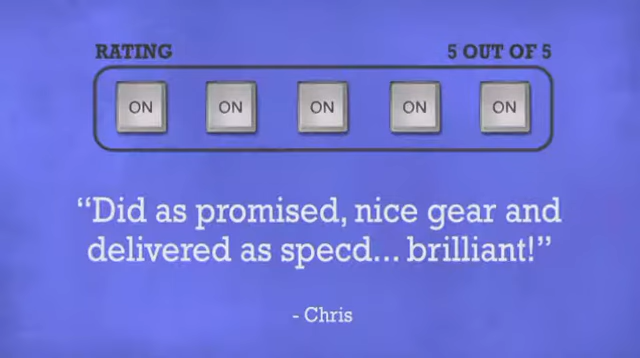 RATING 5 OUT OF 5
ON ON ON ON ON
“Did as promised, nice gear and
delivered as specd... brilliant!”
- Chris